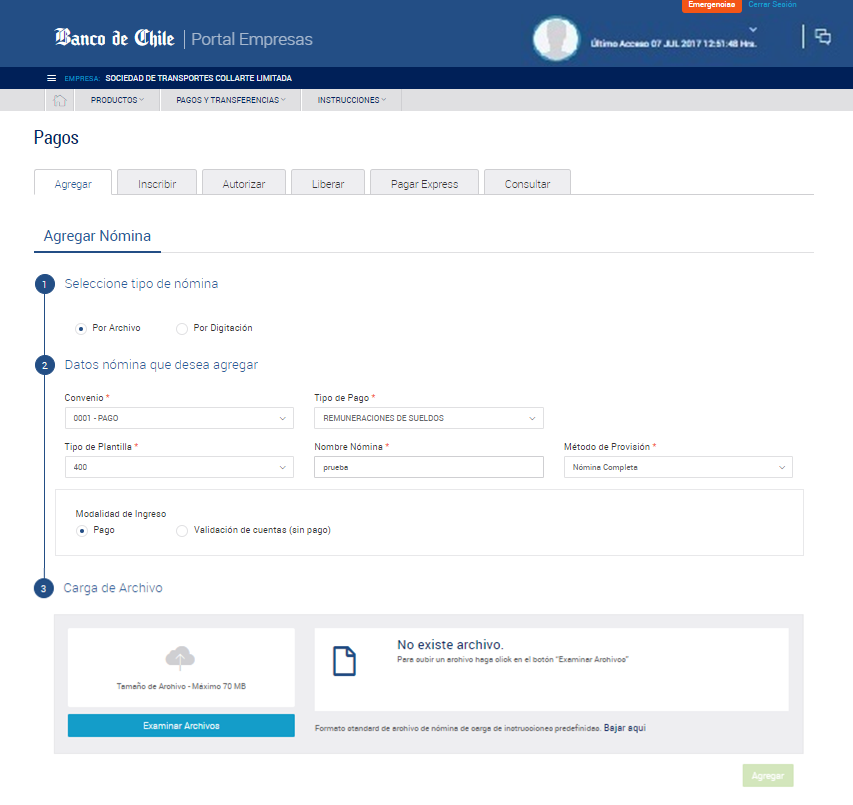 Emergencias Cerrar Sesión
Banco de Chile | Portal Empresas
Último Acceso 07 JUL 2017 12:51:48 Hrs.
EMPRESA: SOCIEDAD DE TRANSPORTES COLLARTE LIMITADA
PRODUCTOS PAGOS Y TRANSFERENCIAS INSTRUCCIONES
Pagos
Agregar Inscribir Autorizar Liberar Pagar Express Consultar
Agregar Nómina
1 Seleccione tipo de nómina
Por Archivo Por Digitación
2 Datos nómina que desea agregar
Convenio * Tipo de Pago *
0001 - PAGO REMUNERACIONES DE SUELDOS
Tipo de Plantilla * Nombre Nómina * Método de Provisión *
400 prueba Nómina Completa
Modalidad de Ingreso
Pago Validación de cuentas (sin pago)
3 Carga de Archivo
No existe archivo.
Para subir un archivo haga click en el botón "Examinar Archivos"
Tamaño de Archivo - Máximo 70 MB
Examinar Archivos
Formato standard de archivo de nómina de carga de instrucciones predefinidas. Bajar aqui
Agregar